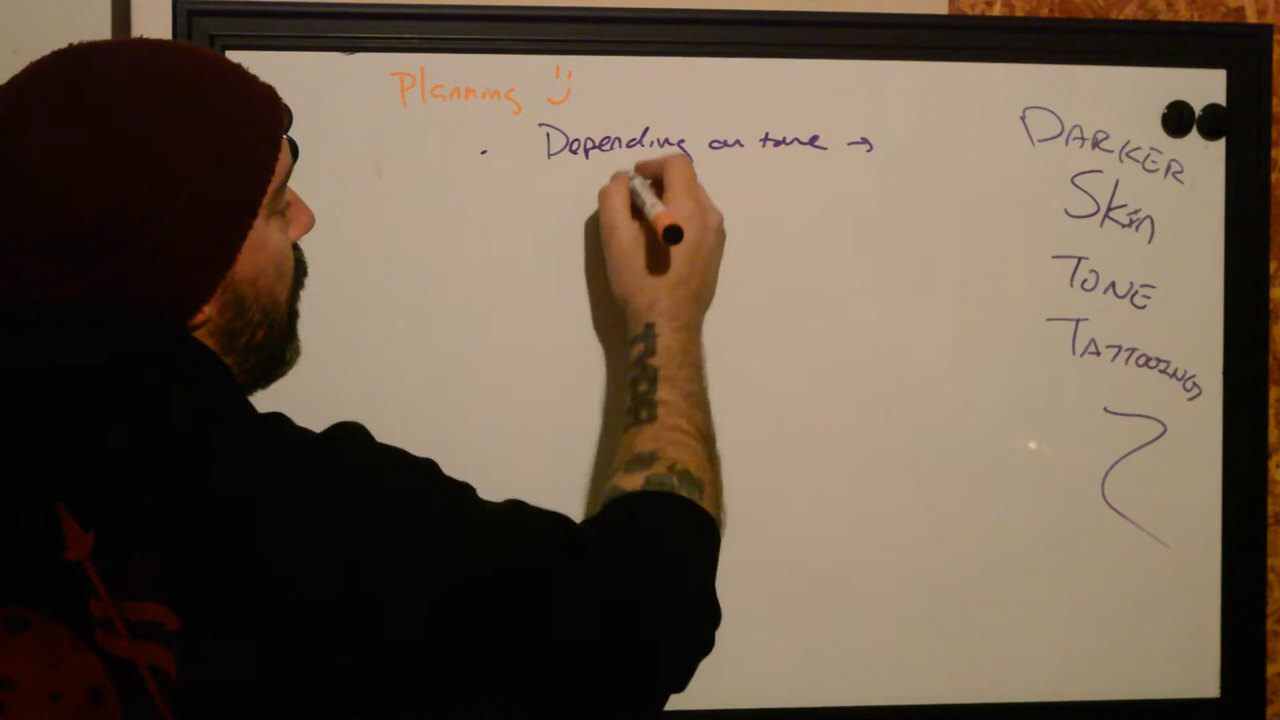 Planning
. Depending on tone →
DARKER
Skin
TONE
TATTOOING